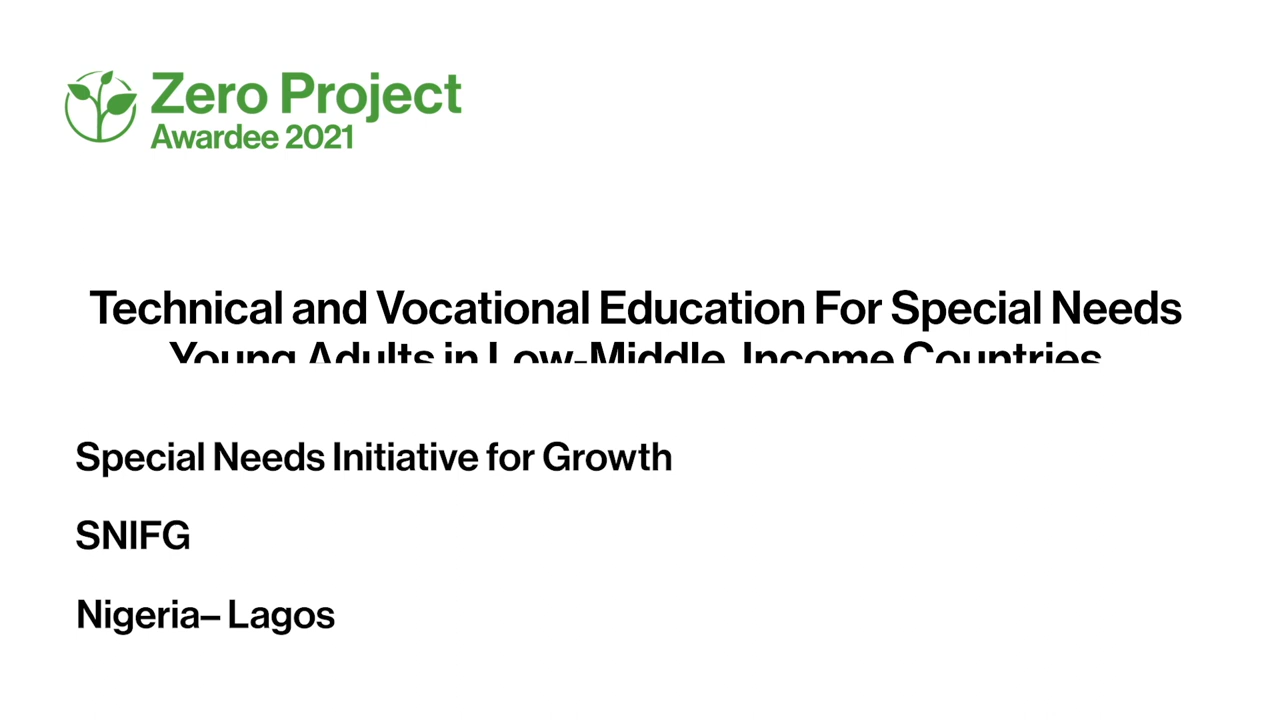 Zero Project
Awardee 2021
Technical and Vocational Education For Special Needs
Young Adults in Low-Middle Income Countries
Special Needs Initiative for Growth
SNIFG
Nigeria– Lagos